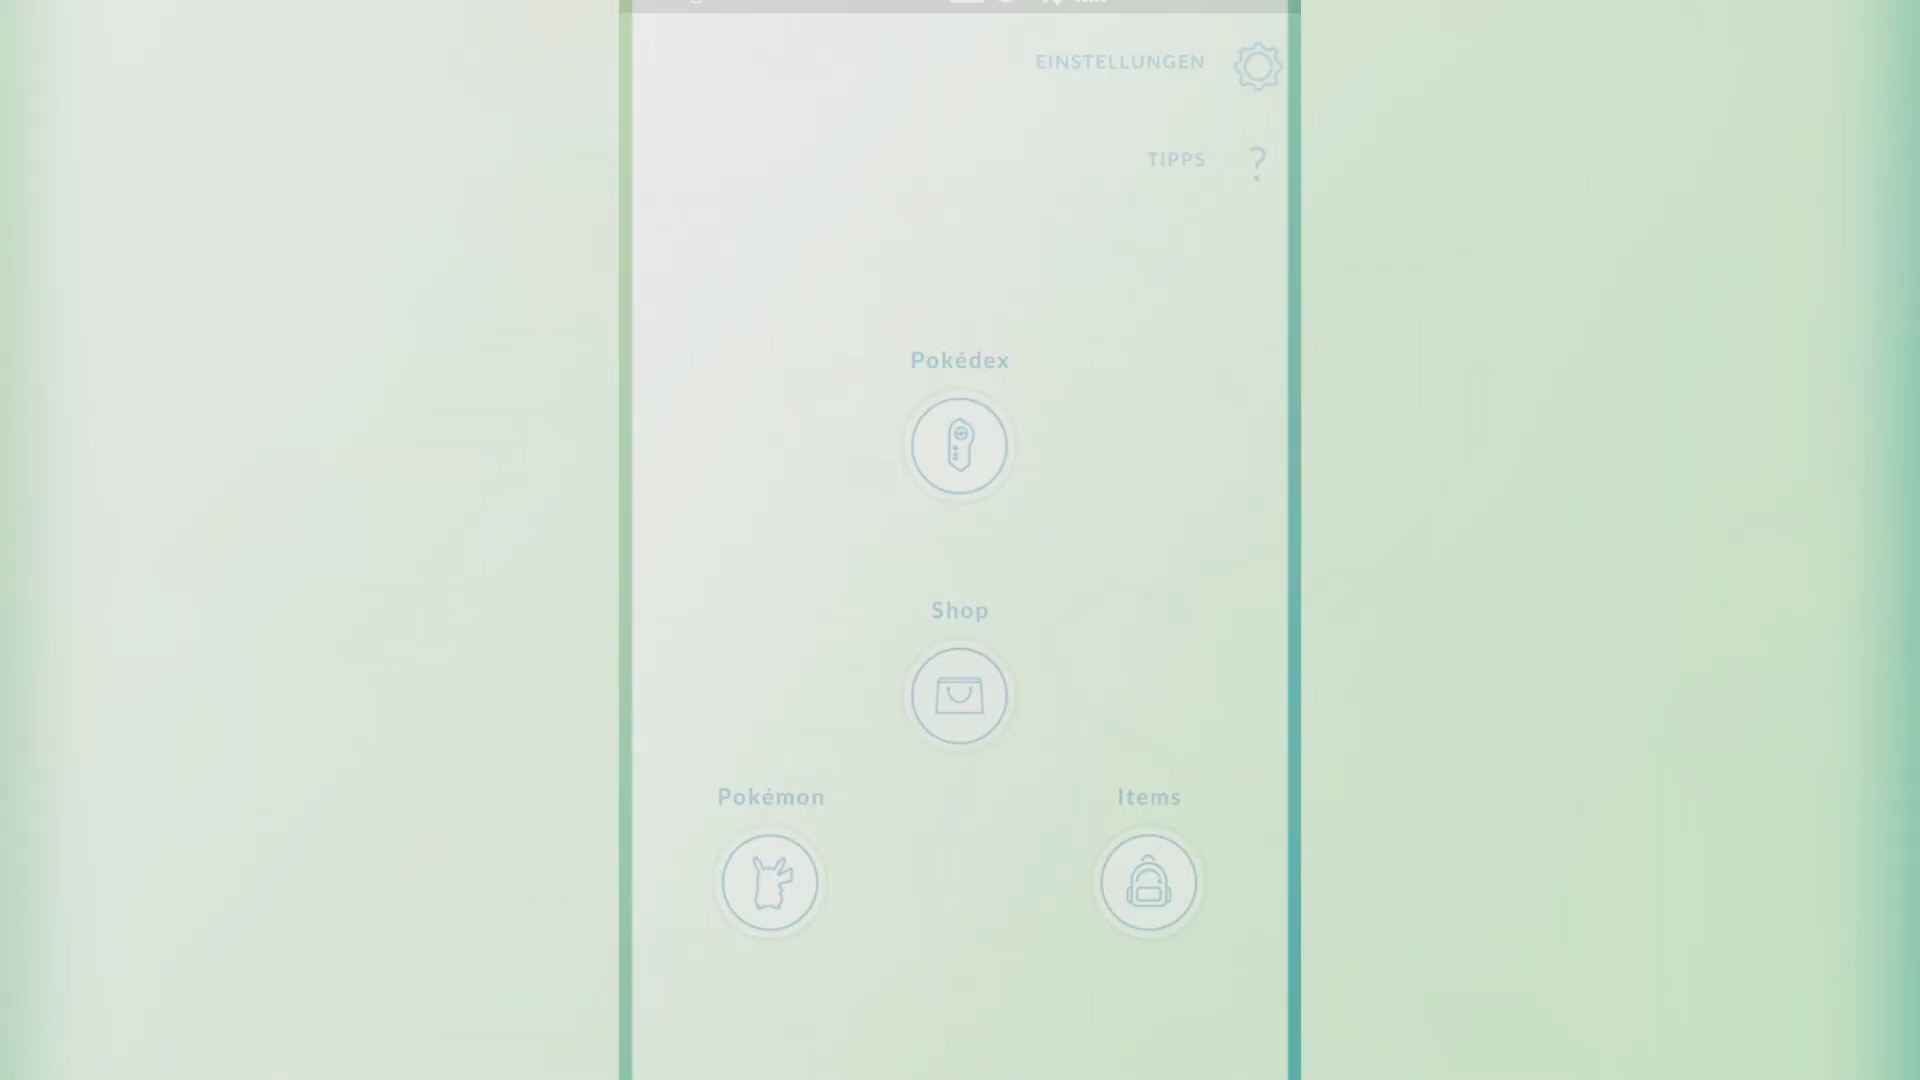 EINSTELLUNGEN
TIPPS
?
Pokédex
Shop
Pokémon
Items